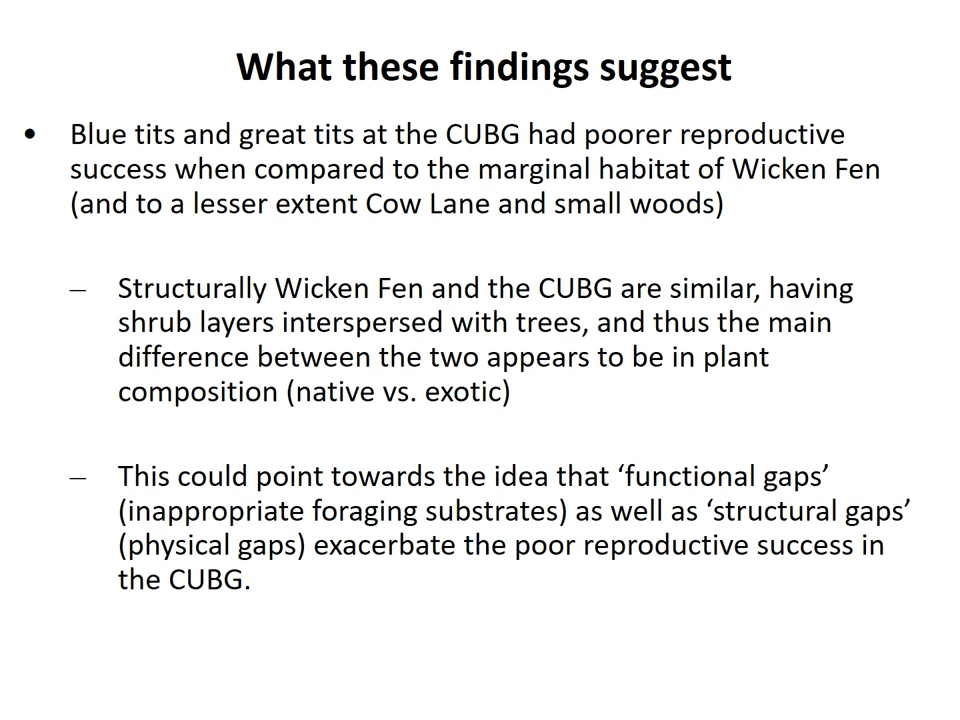 What these findings suggest
• Blue tits and great tits at the CUBG had poorer reproductive
success when compared to the marginal habitat of Wicken Fen
(and to a lesser extent Cow Lane and small woods)
– Structurally Wicken Fen and the CUBG are similar, having
shrub layers interspersed with trees, and thus the main
difference between the two appears to be in plant
composition (native vs. exotic)
– This could point towards the idea that ‘functional gaps’
(inappropriate foraging substrates) as well as ‘structural gaps’
(physical gaps) exacerbate the poor reproductive success in
the CUBG.